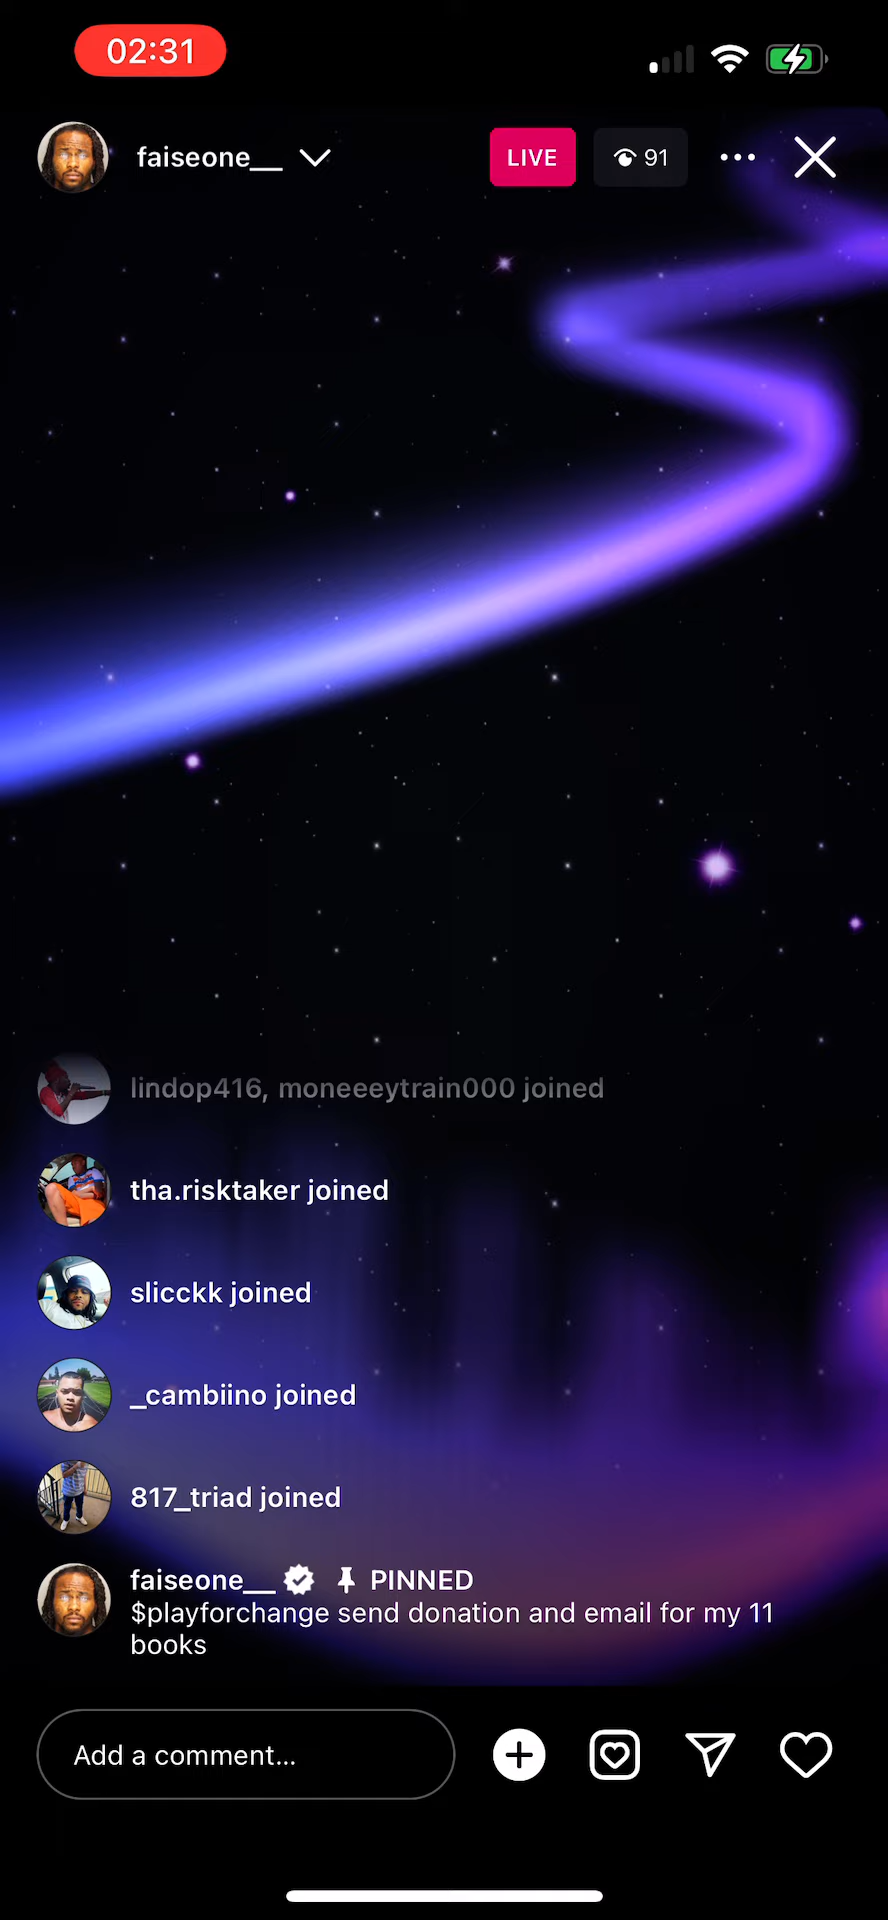 02:31
faiseone__
LIVE
91
lindop416, moneeeytrain000 joined
tha.risktaker joined
slicckk joined
_cambiino joined
817_triad joined
faiseone__ PINNED
$playforchange send donation and email for my 11
books
Add a comment...